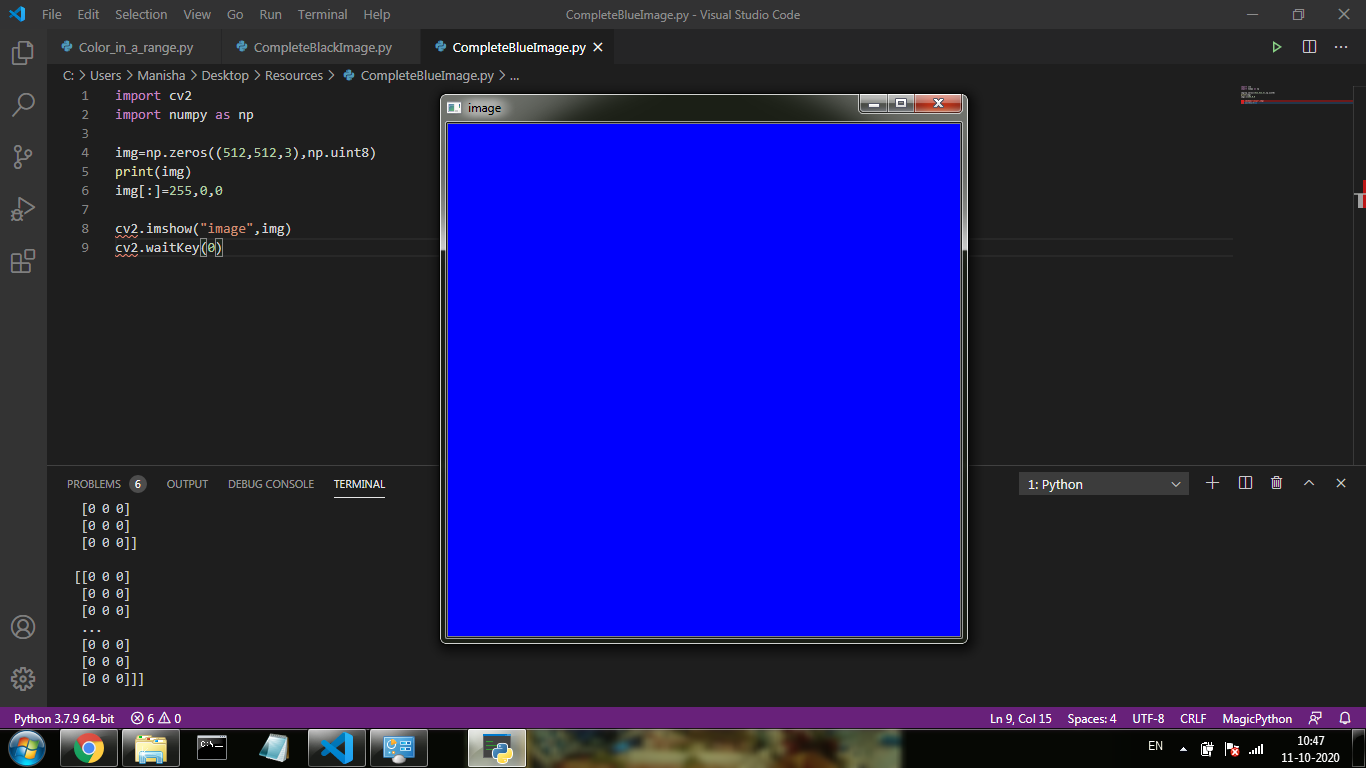 File Edit Selection View Go Run Terminal Help CompleteBlueImage.py - Visual Studio Code
Color_in_a_range.py CompleteBlackImage.py CompleteBlueImage.py
C: > Users > Manisha > Desktop > Resources > CompleteBlueImage.py > ...
1 import cv2
2 import numpy as np
3
4 img=np.zeros((512,512,3),np.uint8)
5 print(img)
6 img[:]=255,0,0
7
8 cv2.imshow("image",img)
9 cv2.waitKey(0)
image
PROBLEMS 6 OUTPUT DEBUG CONSOLE TERMINAL 1: Python
[0 0 0]
[0 0 0]
[0 0 0]]
[[0 0 0]
[0 0 0]
[0 0 0]
...
[0 0 0]
[0 0 0]
[0 0 0]]]
Python 3.7.9 64-bit 6 0 Ln 9, Col 15 Spaces: 4 UTF-8 CRLF MagicPython
C:\_
EN 10:47
11-10-2020